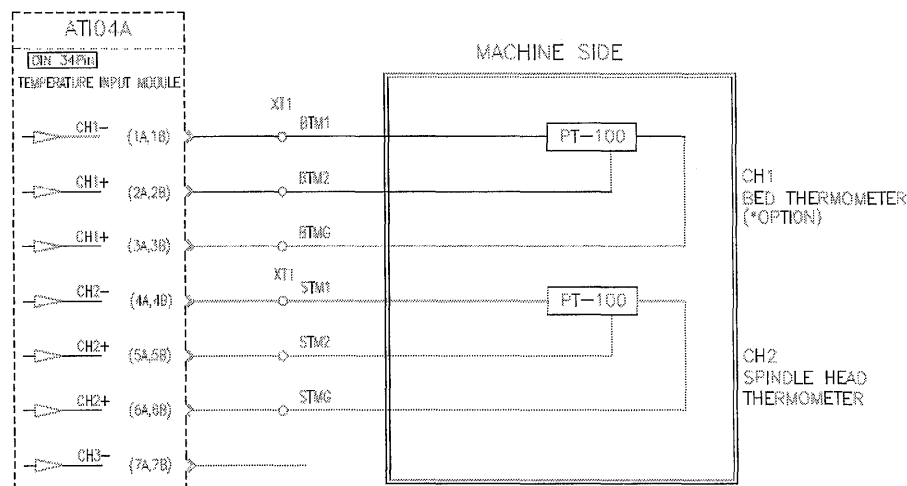 ATI04A
DIN 34Pin
TEMPERATURE INPUT MODULE
MACHINE SIDE
XT1
CH1- (1A,1B) BTM1 PT-100
CH1+ (2A,2B) BTM2
CH1+ (3A,3B) BTMG
CH1
BED THERMOMETER
(*OPTION)
XT1
CH2- (4A,4B) STM1 PT-100
CH2+ (5A,5B) STM2
CH2+ (6A,6B) STMG
CH2
SPINDLE HEAD
THERMOMETER
CH3- (7A,7B)